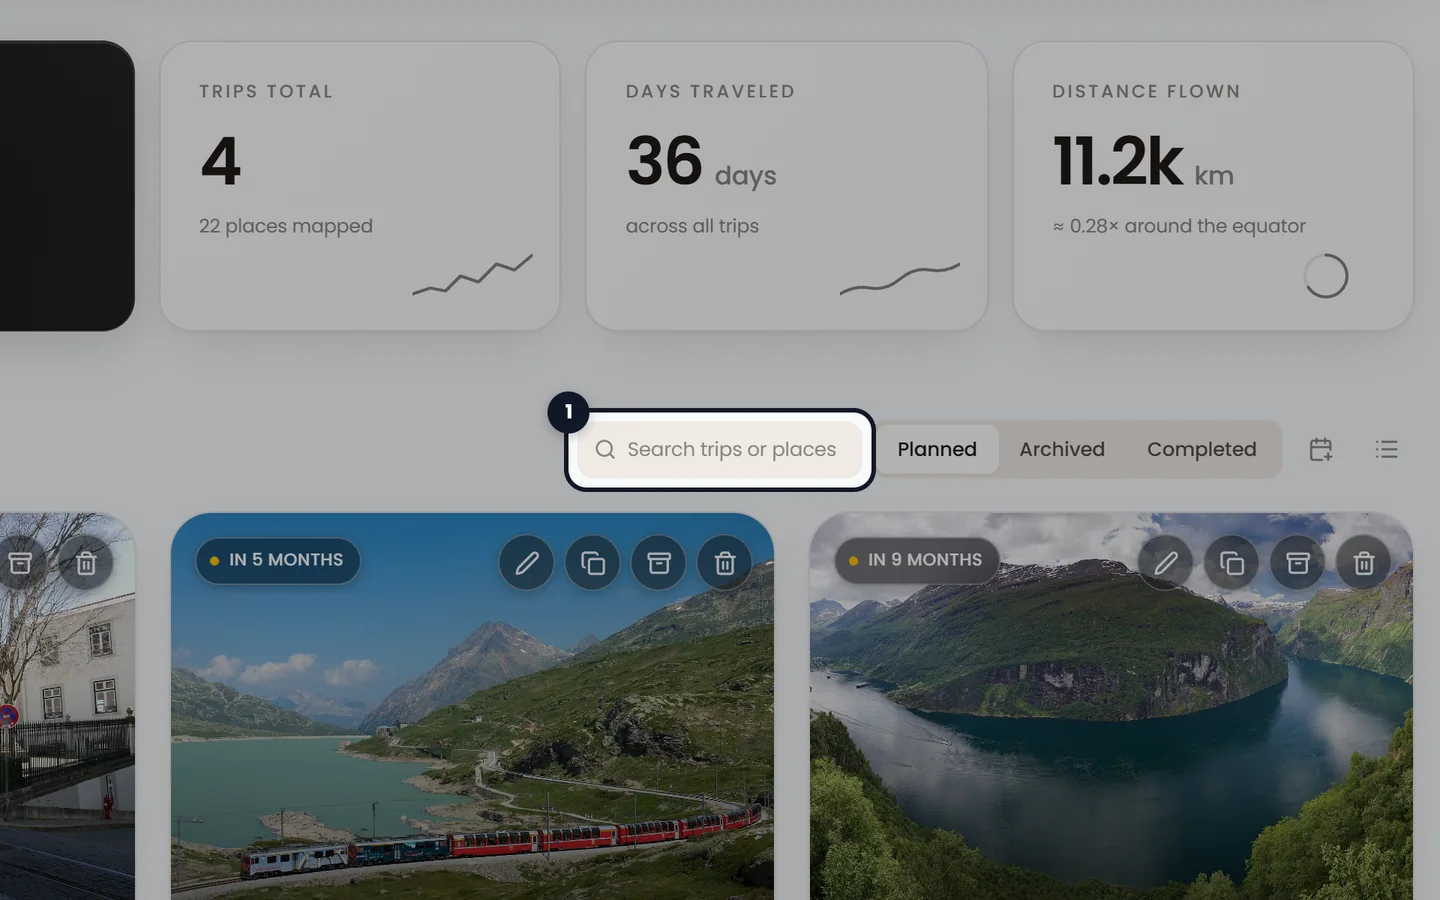 TRIPS TOTAL
4
22 places mapped
DAYS TRAVELED
36 days
across all trips
DISTANCE FLOWN
11.2k km
≈ 0.28× around the equator
1
Search trips or places
Planned
Archived
Completed
IN 5 MONTHS
IN 9 MONTHS